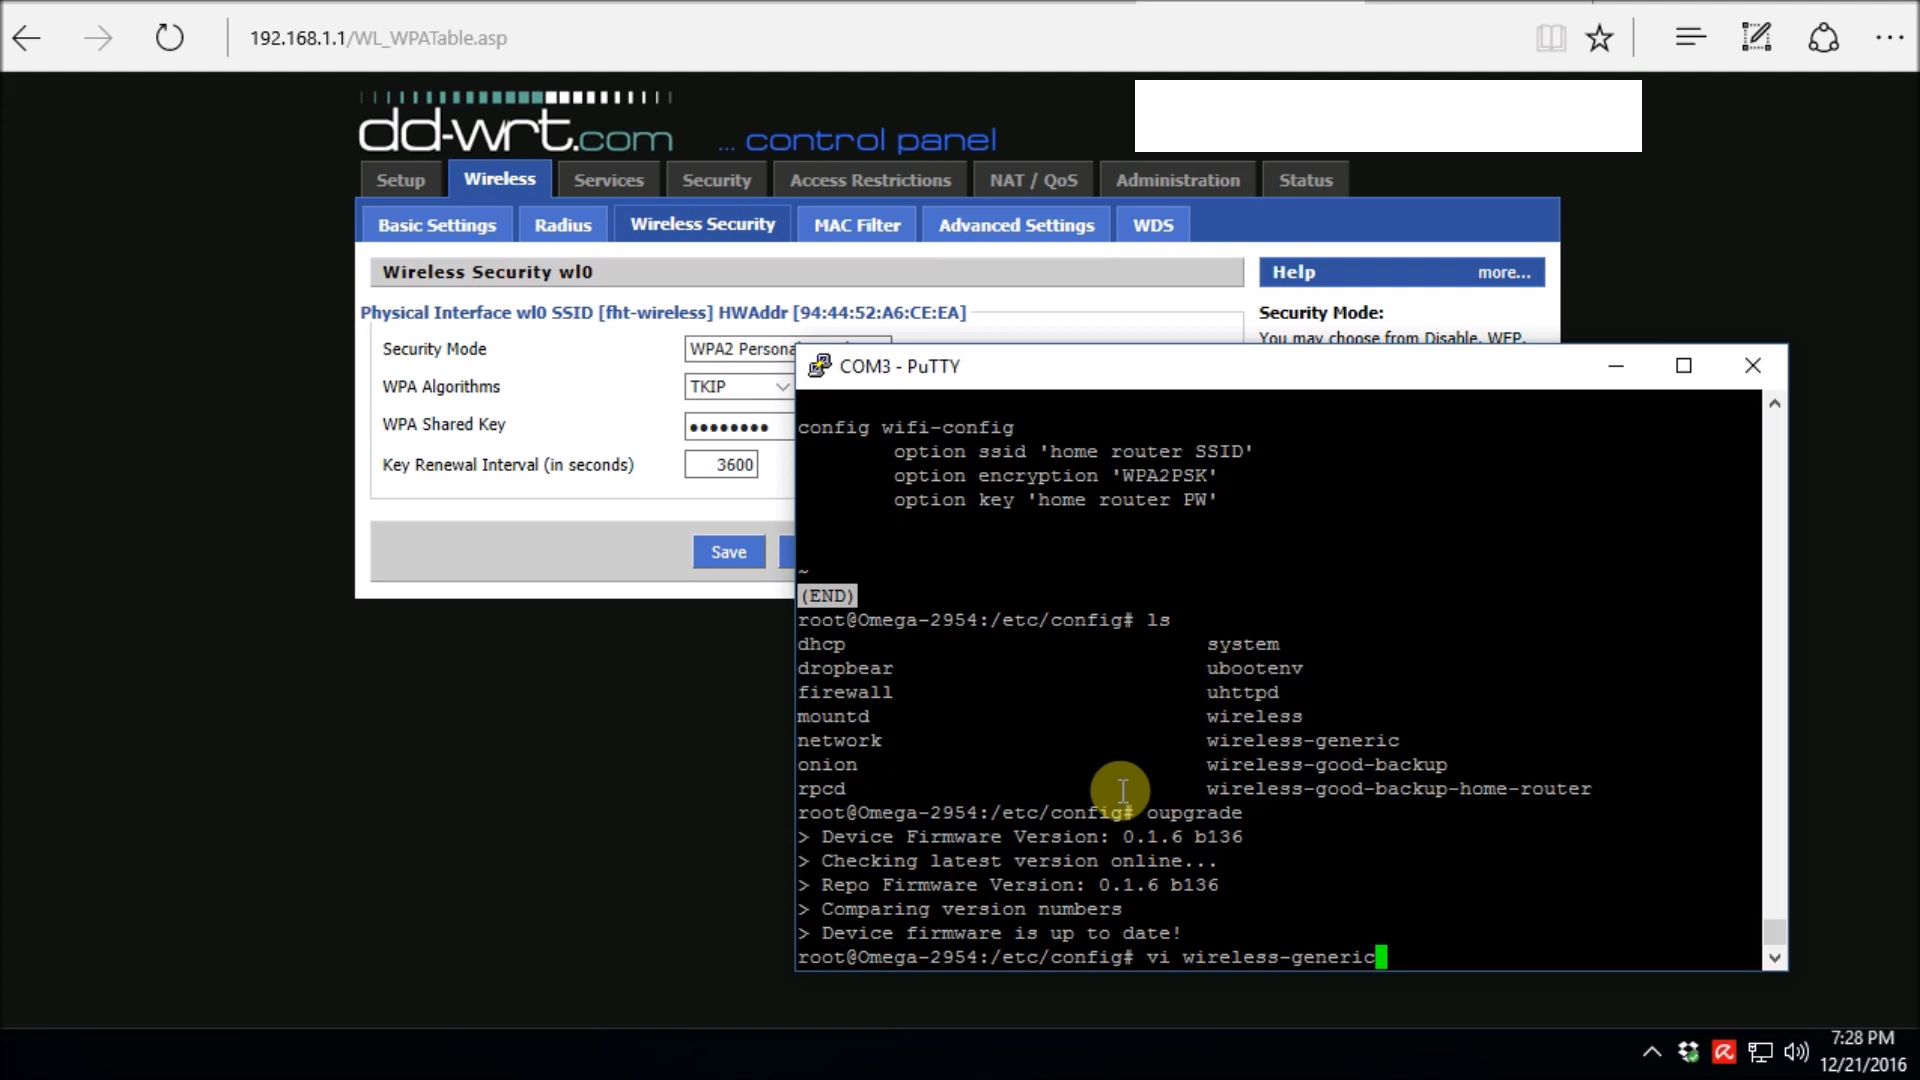 192.168.1.1/WL_WPATable.asp
dd-wrt.com ... control panel
Setup Wireless Services Security Access Restrictions NAT / QoS Administration Status
Basic Settings Radius Wireless Security MAC Filter Advanced Settings WDS
Wireless Security wl0
Help more...
Physical Interface wl0 SSID [fht-wireless] HWAddr [94:44:52:A6:CE:EA]
Security Mode:
You may choose from Disable, WEP,
Security Mode WPA2 Persona
WPA Algorithms TKIP
WPA Shared Key ●●●●●●●●
Key Renewal Interval (in seconds) 3600
Save
COM3 - PuTTY
config wifi-config
option ssid 'home router SSID'
option encryption 'WPA2PSK'
option key 'home router PW'
~
(END)
root@Omega-2954:/etc/config# ls
dhcp system
dropbear ubootenv
firewall uhttpd
mountd wireless
network wireless-generic
onion wireless-good-backup
rpcd wireless-good-backup-home-router
root@Omega-2954:/etc/config# oupgrade
> Device Firmware Version: 0.1.6 b136
> Checking latest version online...
> Repo Firmware Version: 0.1.6 b136
> Comparing version numbers
> Device firmware is up to date!
root@Omega-2954:/etc/config# vi wireless-generic
7:28 PM
12/21/2016